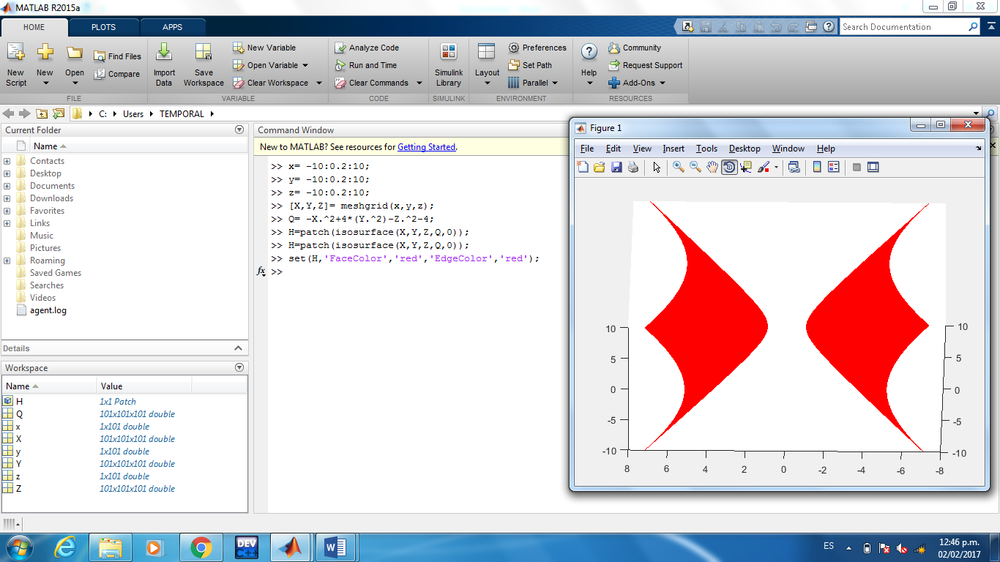 MATLAB R2015a
HOME PLOTS APPS
Search Documentation
New Script
New
Open
Find Files
Compare
FILE
Import Data
Save Workspace
New Variable
Open Variable
Clear Workspace
VARIABLE
Analyze Code
Run and Time
Clear Commands
CODE
Simulink Library
SIMULINK
Layout
Preferences
Set Path
Parallel
ENVIRONMENT
Help
Community
Request Support
Add-Ons
RESOURCES
C: Users TEMPORAL
Current Folder
Name
Contacts
Desktop
Documents
Downloads
Favorites
Links
Music
Pictures
Roaming
Saved Games
Searches
Videos
agent.log
Details
Workspace
Name Value
H 1x1 Patch
Q 101x101x101 double
x 1x101 double
X 101x101x101 double
y 1x101 double
Y 101x101x101 double
z 1x101 double
Z 101x101x101 double
Command Window
New to MATLAB? See resources for Getting Started.
>> x= -10:0.2:10;
>> y= -10:0.2:10;
>> z= -10:0.2:10;
>> [X,Y,Z]= meshgrid(x,y,z);
>> Q= -X.^2+4*(Y.^2)-Z.^2-4;
>> H=patch(isosurface(X,Y,Z,Q,0));
>> H=patch(isosurface(X,Y,Z,Q,0));
>> set(H,'FaceColor','red','EdgeColor','red');
fx >>
Figure 1
File Edit View Insert Tools Desktop Window Help
10 10
5 5
0 0
-5 -5
-10 -10
8 6 4 2 0 -2 -4 -6 -8
DEV C++
W
ES
12:46 p.m.
02/02/2017